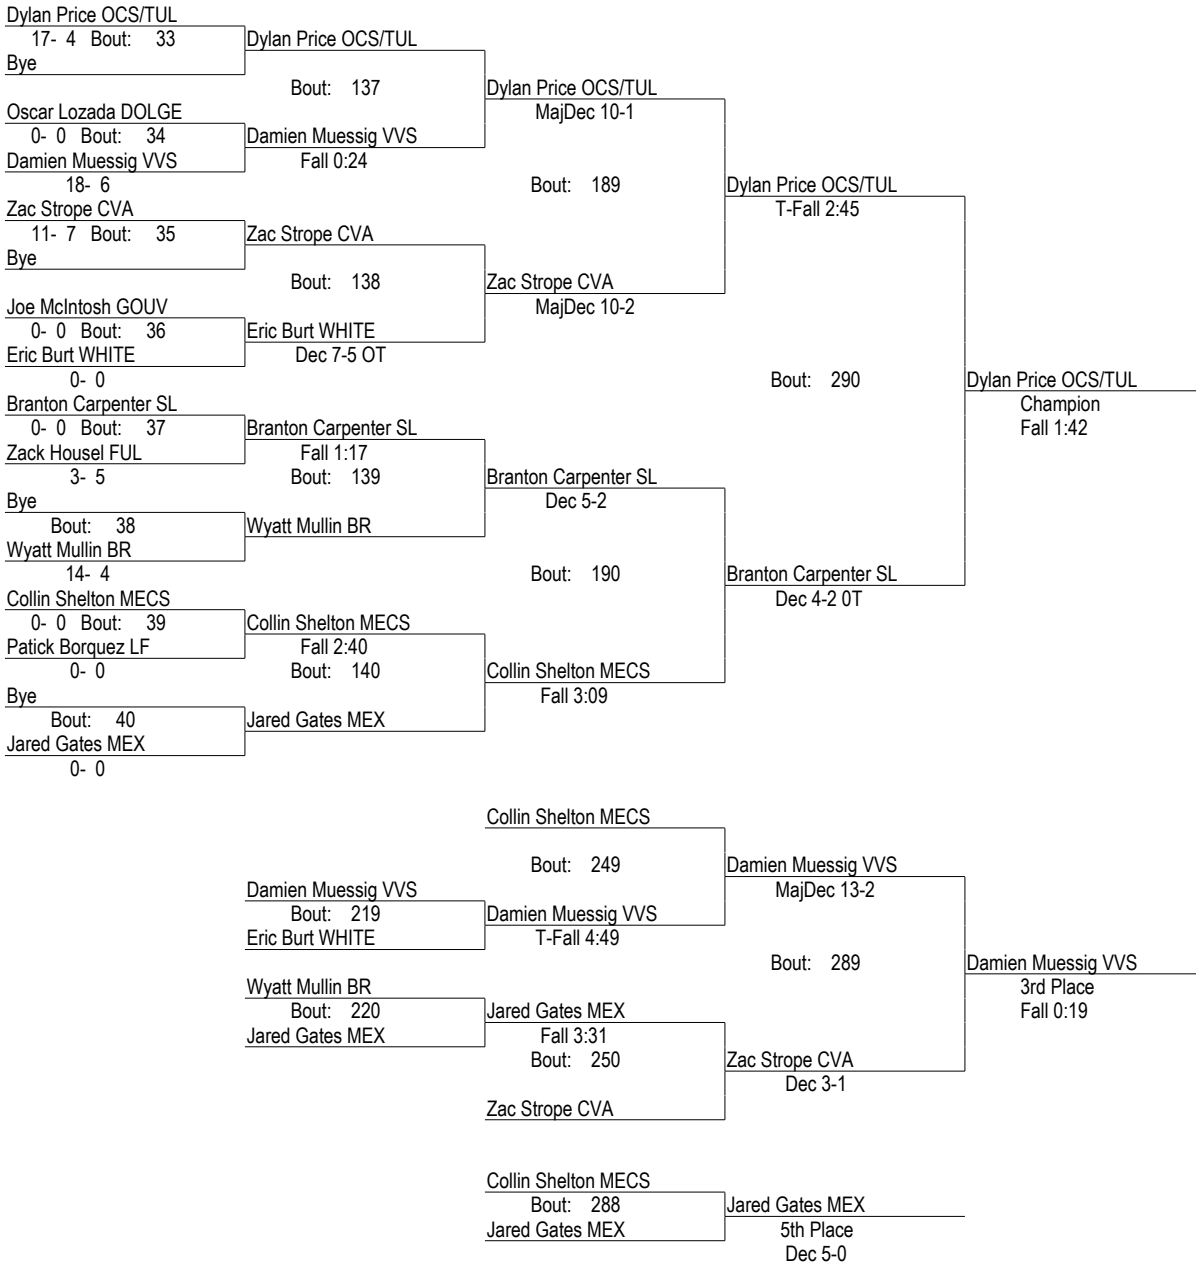 Dylan Price OCS/TUL
17- 4 Bout: 33
Dylan Price OCS/TUL
Bye
Bout: 137
Dylan Price OCS/TUL
Oscar Lozada DOLGE
MajDec 10-1
0- 0 Bout: 34
Damien Muessig VVS
Damien Muessig VVS
Fall 0:24
18- 6
Bout: 189
Dylan Price OCS/TUL
Zac Strope CVA
T-Fall 2:45
11- 7 Bout: 35
Zac Strope CVA
Bye
Bout: 138
Zac Strope CVA
Joe McIntosh GOUV
MajDec 10-2
0- 0 Bout: 36
Eric Burt WHITE
Eric Burt WHITE
Dec 7-5 OT
0- 0
Bout: 290
Dylan Price OCS/TUL
Branton Carpenter SL
Champion
0- 0 Bout: 37
Branton Carpenter SL
Fall 1:42
Zack Housel FUL
Fall 1:17
3- 5
Bout: 139
Branton Carpenter SL
Bye
Dec 5-2
Bout: 38
Wyatt Mullin BR
Wyatt Mullin BR
14- 4
Bout: 190
Branton Carpenter SL
Collin Shelton MECS
Dec 4-2 0T
0- 0 Bout: 39
Collin Shelton MECS
Patick Borquez LF
Fall 2:40
0- 0
Bout: 140
Collin Shelton MECS
Bye
Fall 3:09
Bout: 40
Jared Gates MEX
Jared Gates MEX
0- 0
Collin Shelton MECS
Bout: 249
Damien Muessig VVS
Damien Muessig VVS
MajDec 13-2
Bout: 219
Damien Muessig VVS
Eric Burt WHITE
T-Fall 4:49
Bout: 289
Damien Muessig VVS
Wyatt Mullin BR
3rd Place
Bout: 220
Jared Gates MEX
Fall 0:19
Jared Gates MEX
Fall 3:31
Bout: 250
Zac Strope CVA
Dec 3-1
Zac Strope CVA
Collin Shelton MECS
Bout: 288
Jared Gates MEX
Jared Gates MEX
5th Place
Dec 5-0